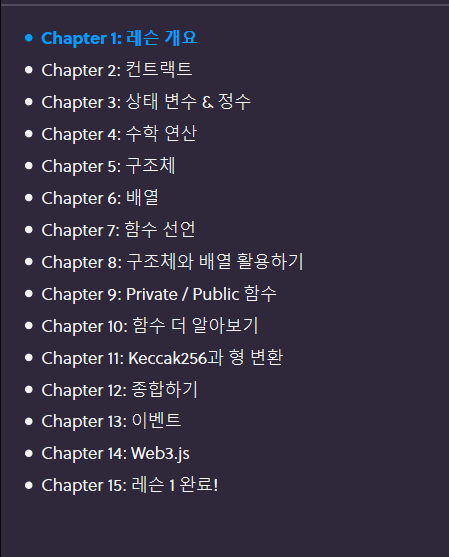 Chapter 1: 레슨 개요
Chapter 2: 컨트랙트
Chapter 3: 상태 변수 & 정수
Chapter 4: 수학 연산
Chapter 5: 구조체
Chapter 6: 배열
Chapter 7: 함수 선언
Chapter 8: 구조체와 배열 활용하기
Chapter 9: Private / Public 함수
Chapter 10: 함수 더 알아보기
Chapter 11: Keccak256과 형 변환
Chapter 12: 종합하기
Chapter 13: 이벤트
Chapter 14: Web3.js
Chapter 15: 레슨 1 완료!